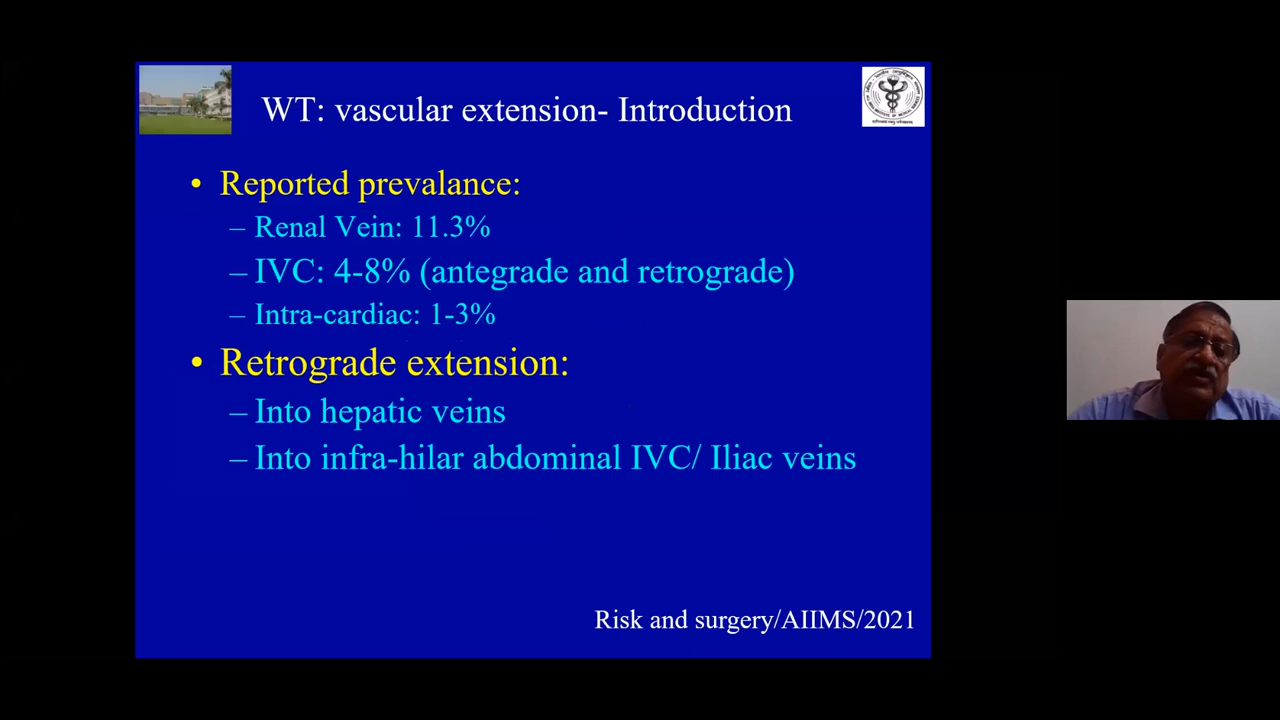 WT: vascular extension- Introduction
• Reported prevalance:
– Renal Vein: 11.3%
– IVC: 4-8% (antegrade and retrograde)
– Intra-cardiac: 1-3%
• Retrograde extension:
– Into hepatic veins
– Into infra-hilar abdominal IVC/ Iliac veins
Risk and surgery/AIIMS/2021